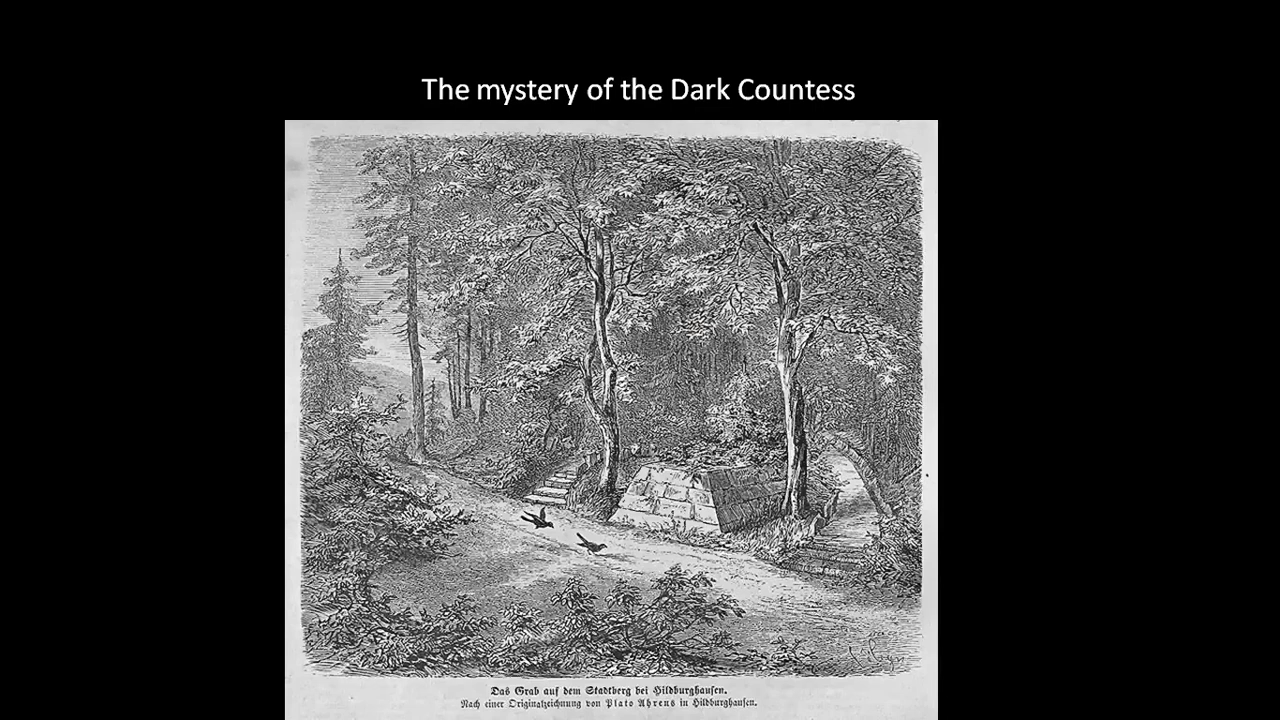 The mystery of the Dark Countess
Das Grab auf dem Stadtberg bei Hildburghausen.
Nach einer Originalzeichnung von Plato Ahrens in Hildburghausen.